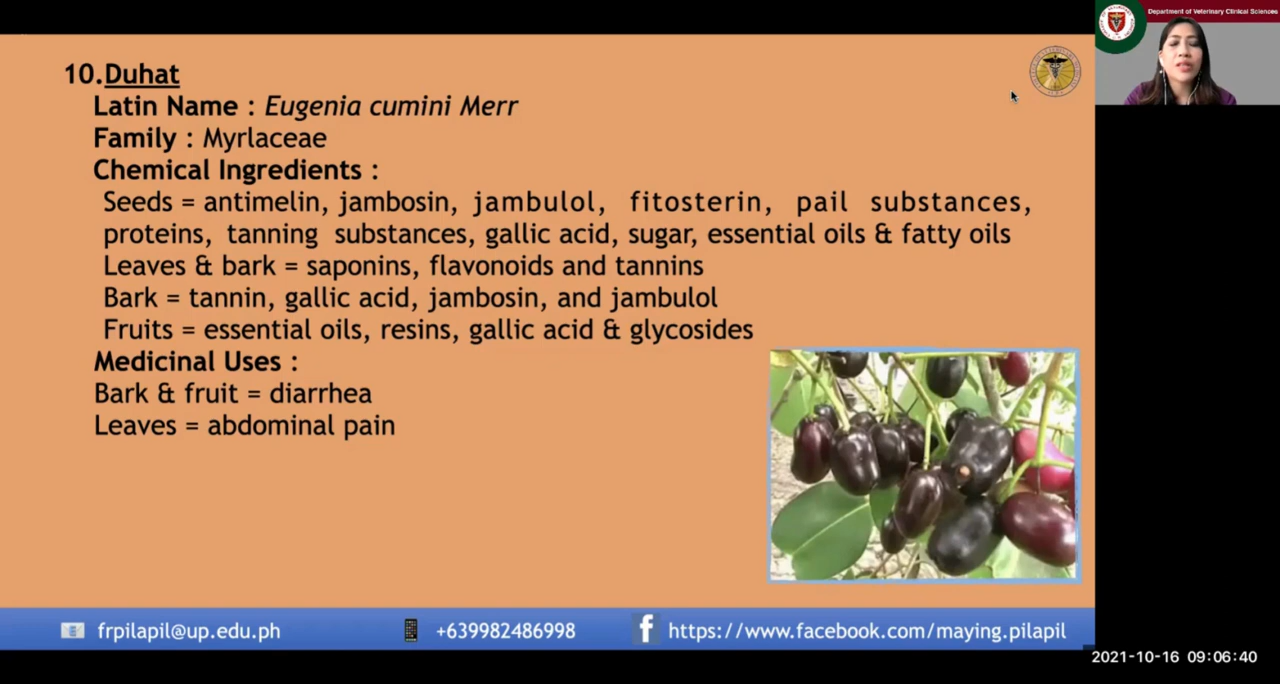 Department of Veterinary Clinical Sciences
10.Duhat
Latin Name : Eugenia cumini Merr
Family : Myrlaceae
Chemical Ingredients :
Seeds = antimelin, jambosin, jambulol, fitosterin, pail substances,
proteins, tanning substances, gallic acid, sugar, essential oils & fatty oils
Leaves & bark = saponins, flavonoids and tannins
Bark = tannin, gallic acid, jambosin, and jambulol
Fruits = essential oils, resins, gallic acid & glycosides
Medicinal Uses :
Bark & fruit = diarrhea
Leaves = abdominal pain
frpilapil@up.edu.ph
+639982486998
https://www.facebook.com/maying.pilapil
2021-10-16 09:06:40